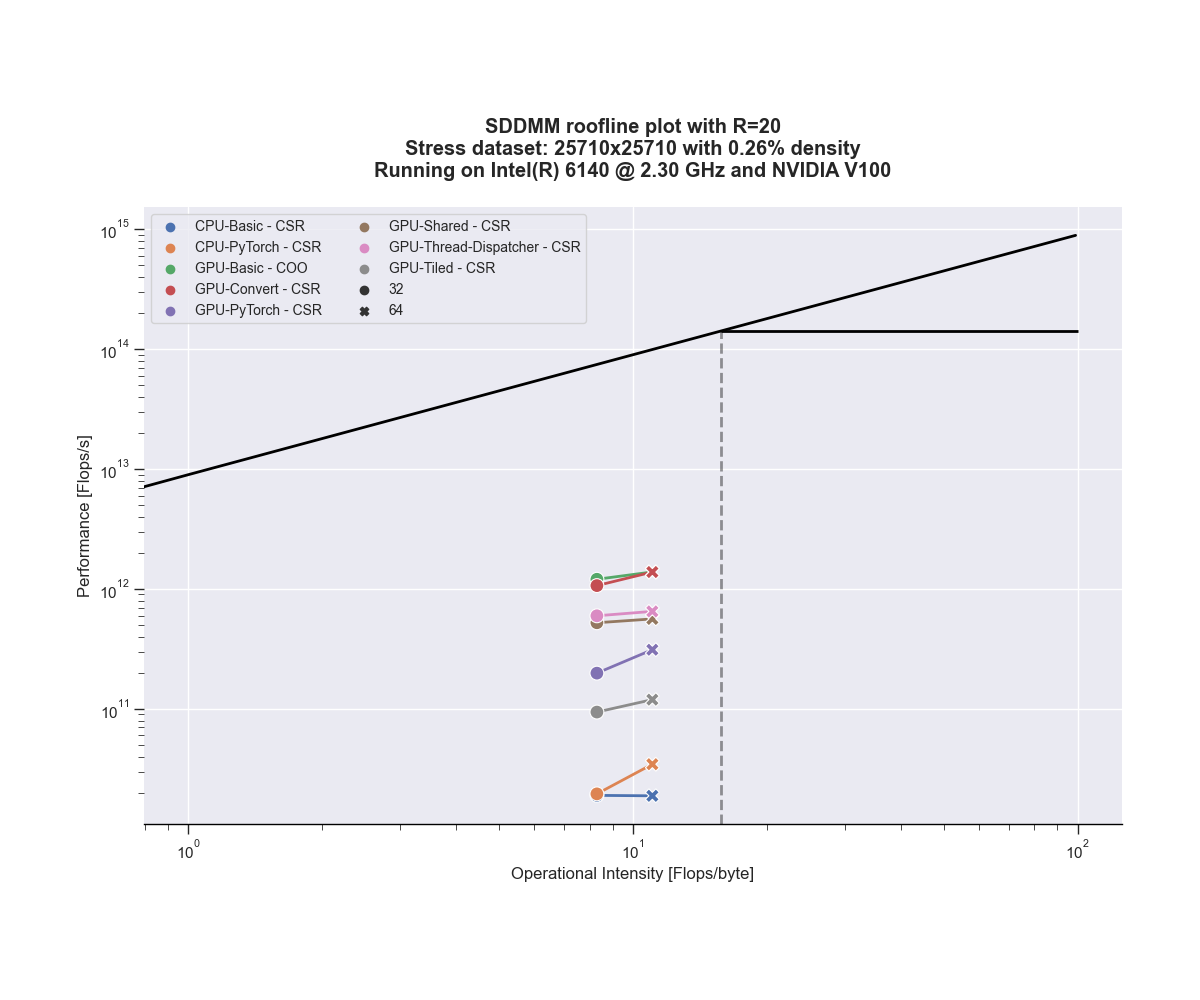 SDDMM roofline plot with R=20
Stress dataset: 25710x25710 with 0.26% density
Running on Intel(R) 6140 @ 2.30 GHz and NVIDIA V100
CPU-Basic - CSR
CPU-PyTorch - CSR
GPU-Basic - COO
GPU-Convert - CSR
GPU-PyTorch - CSR
GPU-Shared - CSR
GPU-Thread-Dispatcher - CSR
GPU-Tiled - CSR
32
64
Performance [Flops/s]
10^15
10^14
10^13
10^12
10^11
10^0
10^1
10^2
Operational Intensity [Flops/byte]